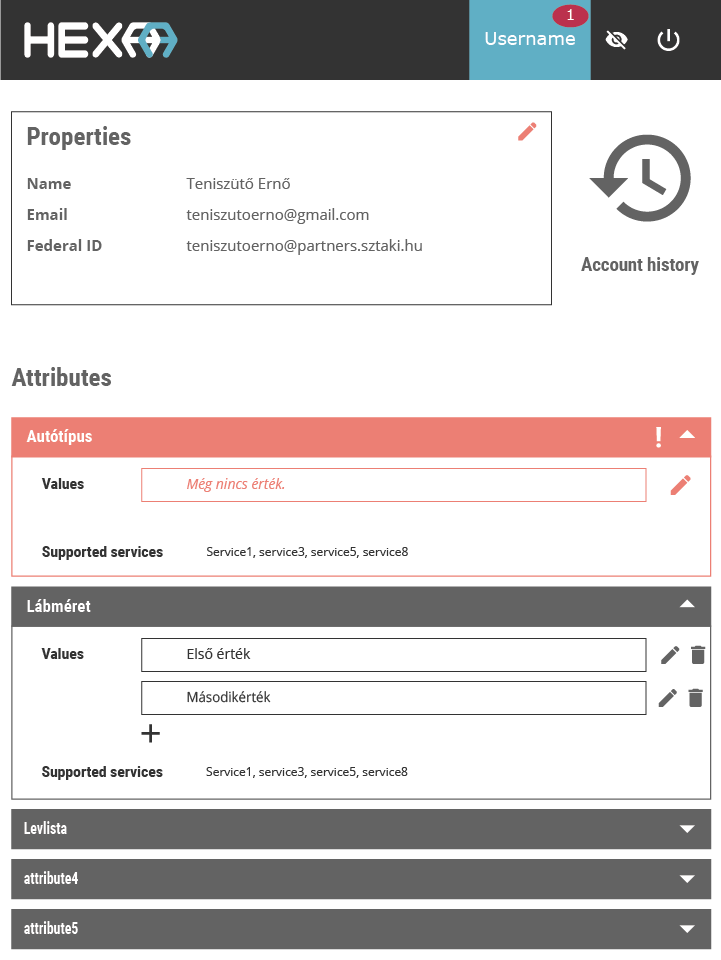 HEXAA
1
Username
Properties
Name Teniszütő Ernő
Email teniszutoerno@gmail.com
Federal ID teniszutoerno@partners.sztaki.hu
Account history
Attributes
Autótípus !
Values Még nincs érték.
Supported services Service1, service3, service5, service8
Lábméret
Values Első érték
Másodikérték
Supported services Service1, service3, service5, service8
Levlista
attribute4
attribute5